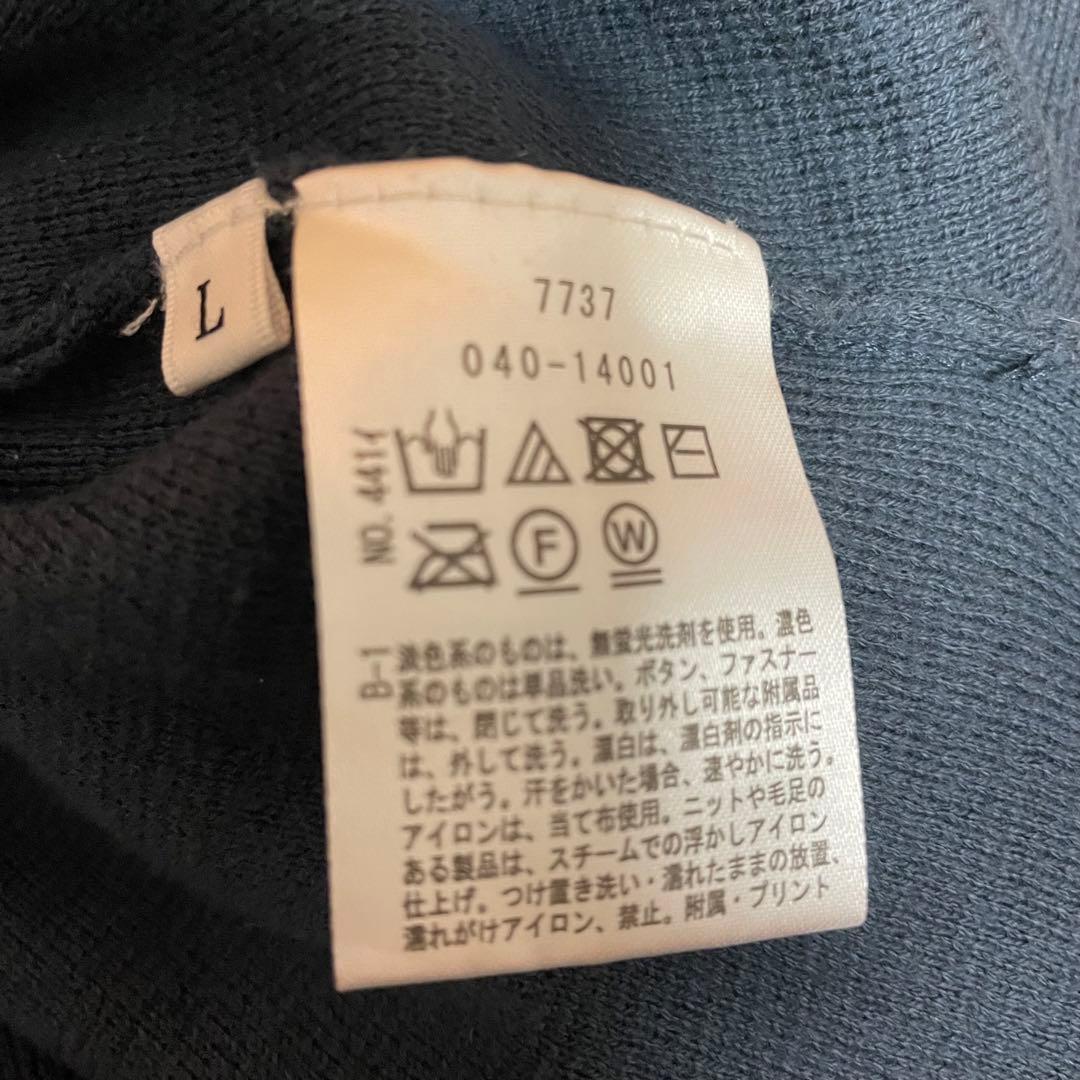 L
7737
040-14001
NO. 441イ
F
W
B-1
淡色系のものは、無蛍光洗剤を使用。濃色
系のものは単品洗い。ボタン、ファスナー
等は、閉じて洗う。取り外し可能な附属品
は、外して洗う。漂白は、漂白剤の指示に
したがう。汗をかいた場合、速やかに洗う。
アイロンは、当て布使用。ニットや毛足の
ある製品は、スチームでの浮かしアイロン
仕上げ。つけ置き洗い・濡れたままの放置、
濡れがけアイロン、禁止。附属・プリント